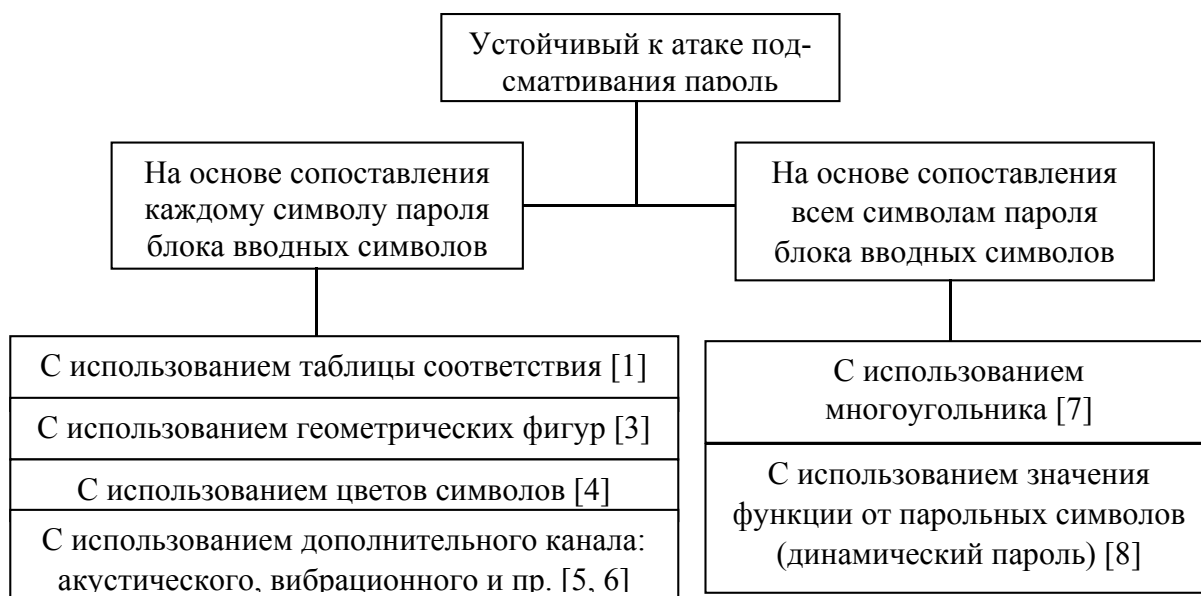 Устойчивый к атаке под-
сматривания пароль
На основе сопоставления
каждому символу пароля
блока вводных символов
На основе сопоставления
всем символам пароля
блока вводных символов
С использованием таблицы соответствия [1]
С использованием геометрических фигур [3]
С использованием цветов символов [4]
С использованием дополнительного канала:
акустического, вибрационного и пр. [5, 6]
С использованием
многоугольника [7]
С использованием значения
функции от парольных символов
(динамический пароль) [8]